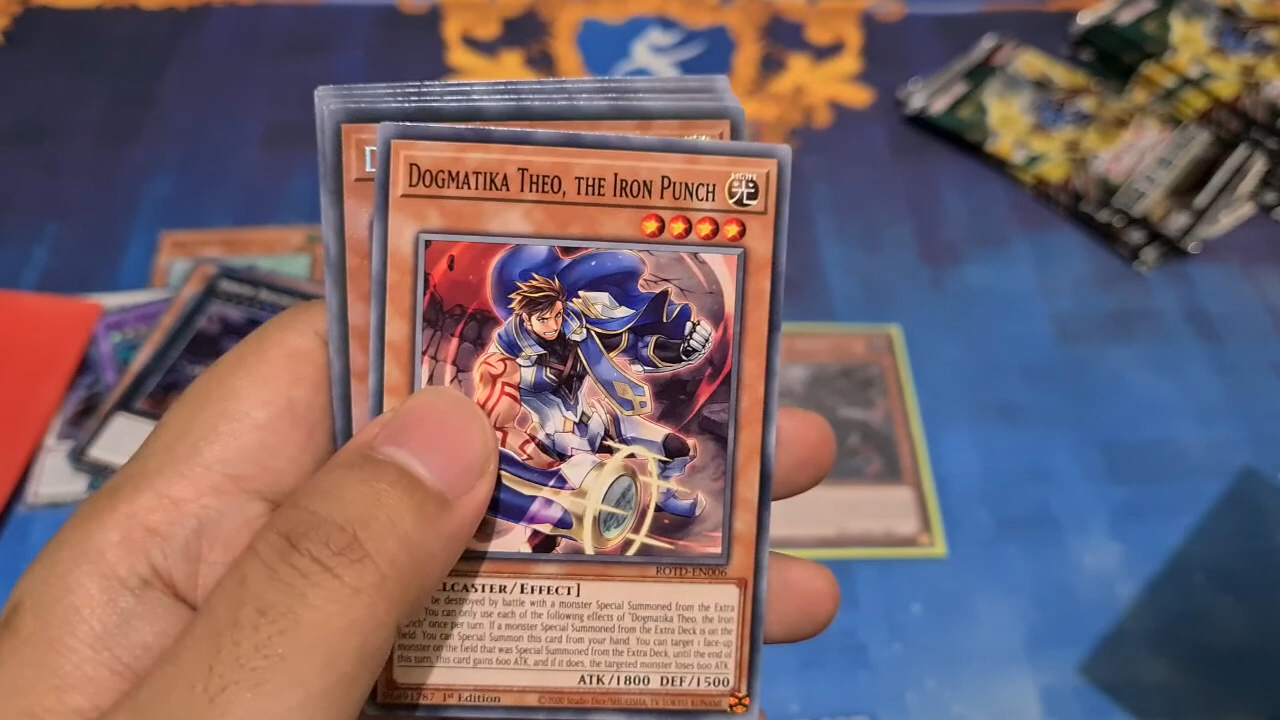 D
DOGMATIKA THEO, THE IRON PUNCH
LIGHT
光
ROTD-EN006
LCASTER/EFFECT]
be destroyed by battle with a monster Special Summoned from the Extra
You can only use each of the following effects of "Dogmatika Theo, the Iron
nch" once per turn. If a monster Special Summoned from the Extra Deck is on the
field: You can Special Summon this card from your hand. You can target 1 face-up
monster on the field that was Special Summoned from the Extra Deck; until the end of
this turn, this card gains 600 ATK, and if it does, the targeted monster loses 600 ATK.
ATK/1800 DEF/1500
1st Edition
©2020 Studio Dice/SHUEISHA, TV TOKYO, KONAMI